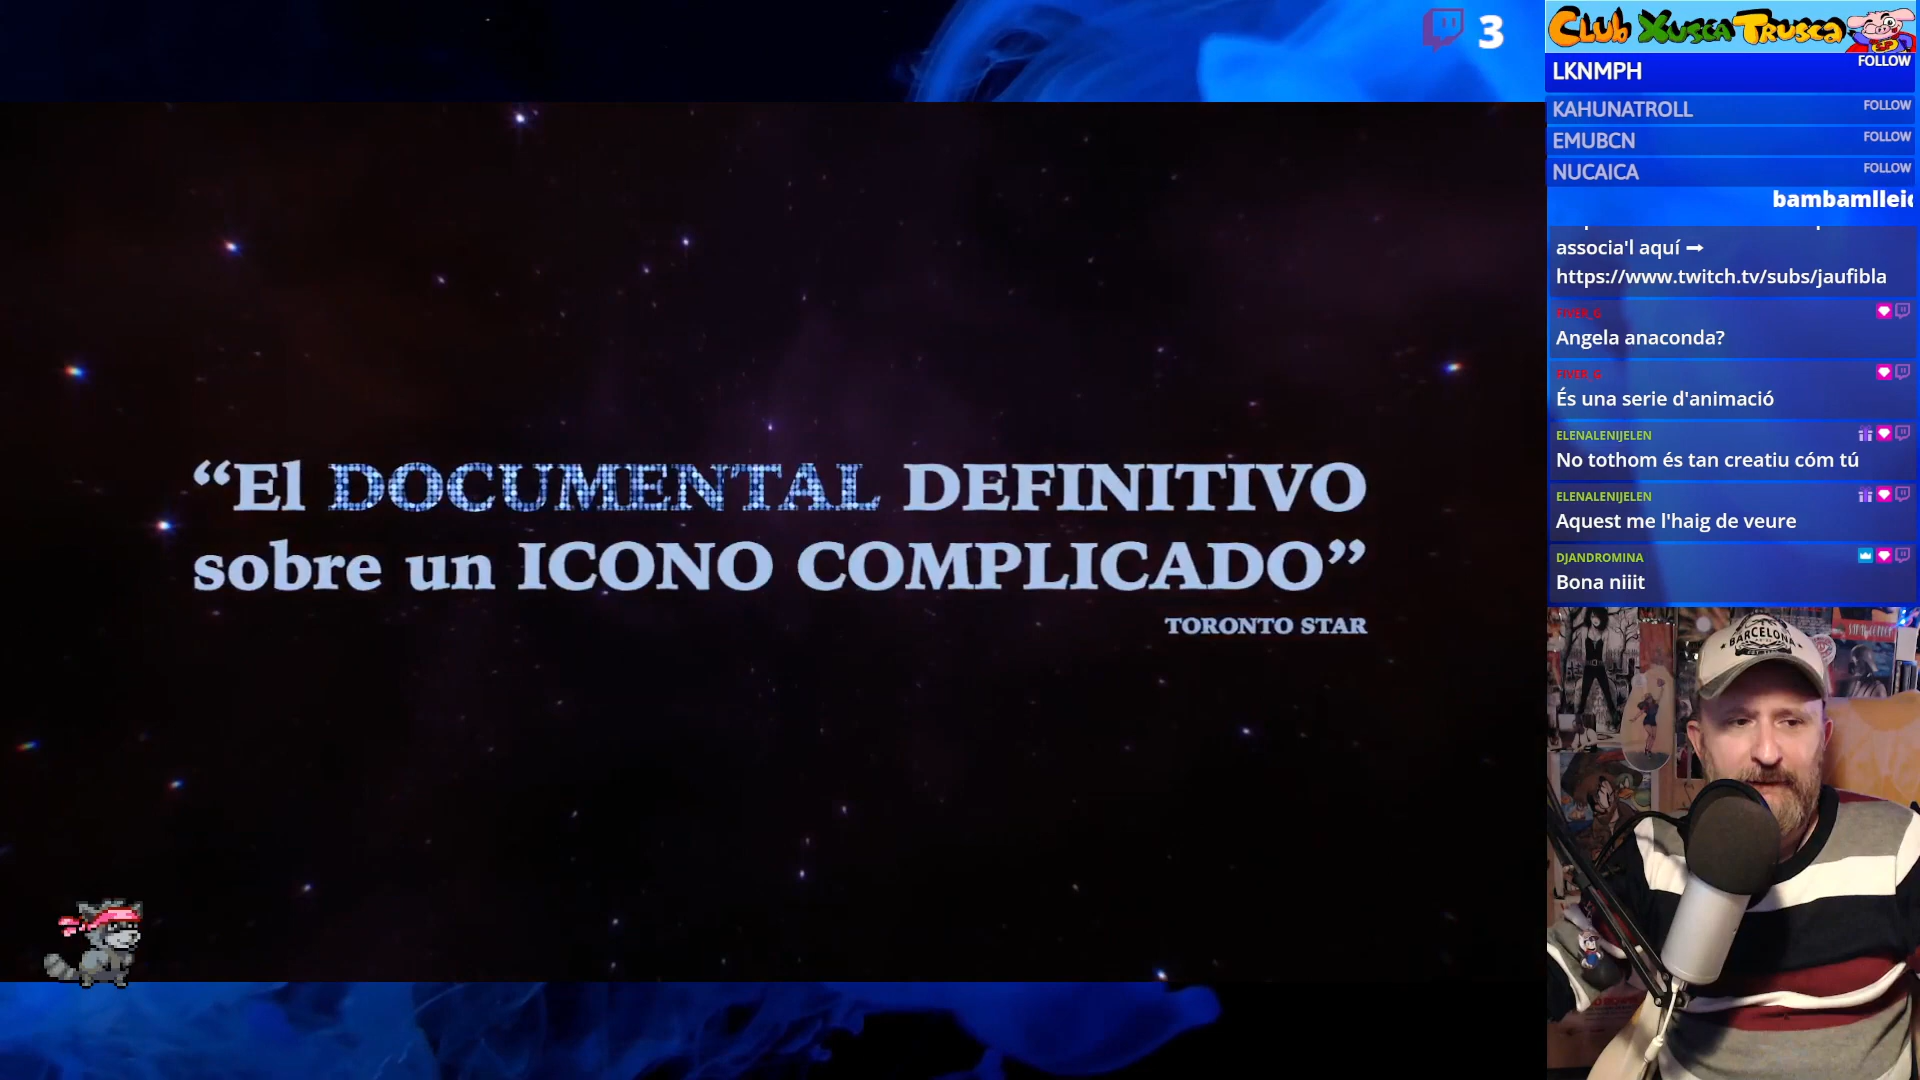 3
Club Xusca Trusca
LKNMPH FOLLOW
KAHUNATROLL FOLLOW
EMUBCN FOLLOW
NUCAICA FOLLOW
associa'l aquí →
https://www.twitch.tv/subs/jaufibla
FIVER_G
Angela anaconda?
FIVER_G
És una serie d'animació
ELENALENIJELEN
No tothom és tan creatiu cóm tú
ELENALENIJELEN
Aquest me l'haig de veure
DJANDROMINA
Bona niiit
“El DOCUMENTAL DEFINITIVO
sobre un ICONO COMPLICADO”
TORONTO STAR
BARCELONA